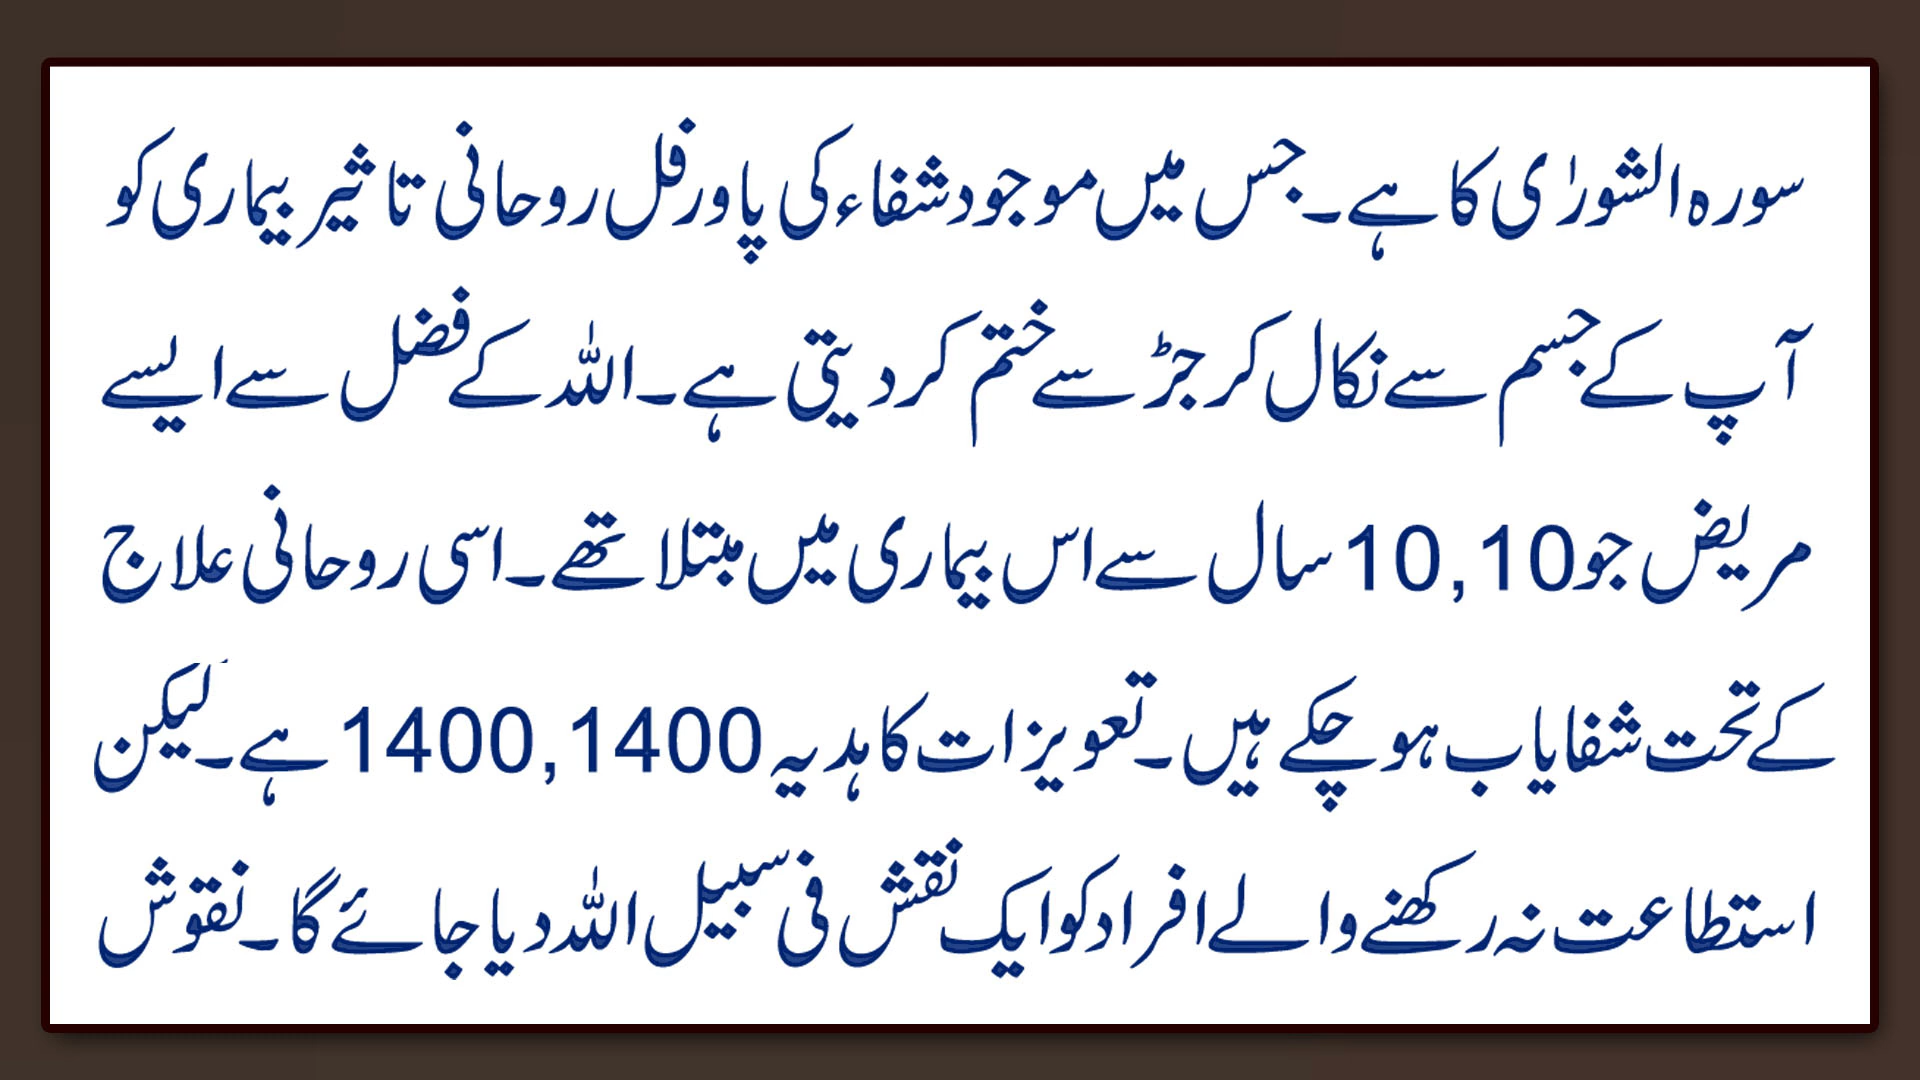 سورہ الشورٰی کا ہے۔جس میں موجود شفاء کی پاورفل روحانی تاثیر بیماری کو
آپ کے جسم سے نکال کر جڑ سے ختم کر دیتی ہے۔اللہ کے فضل سے ایسے
مریض جو 10,10 سال سے اس بیماری میں مبتلا تھے۔اسی روحانی علاج
کے تحت شفایاب ہو چکے ہیں۔تعویزات کا ہدیہ 1400,1400 ہے۔لیکن
استطاعت نہ رکھنے والے افراد کو ایک نقش فی سبیل اللہ دیا جائے گا۔نقوش